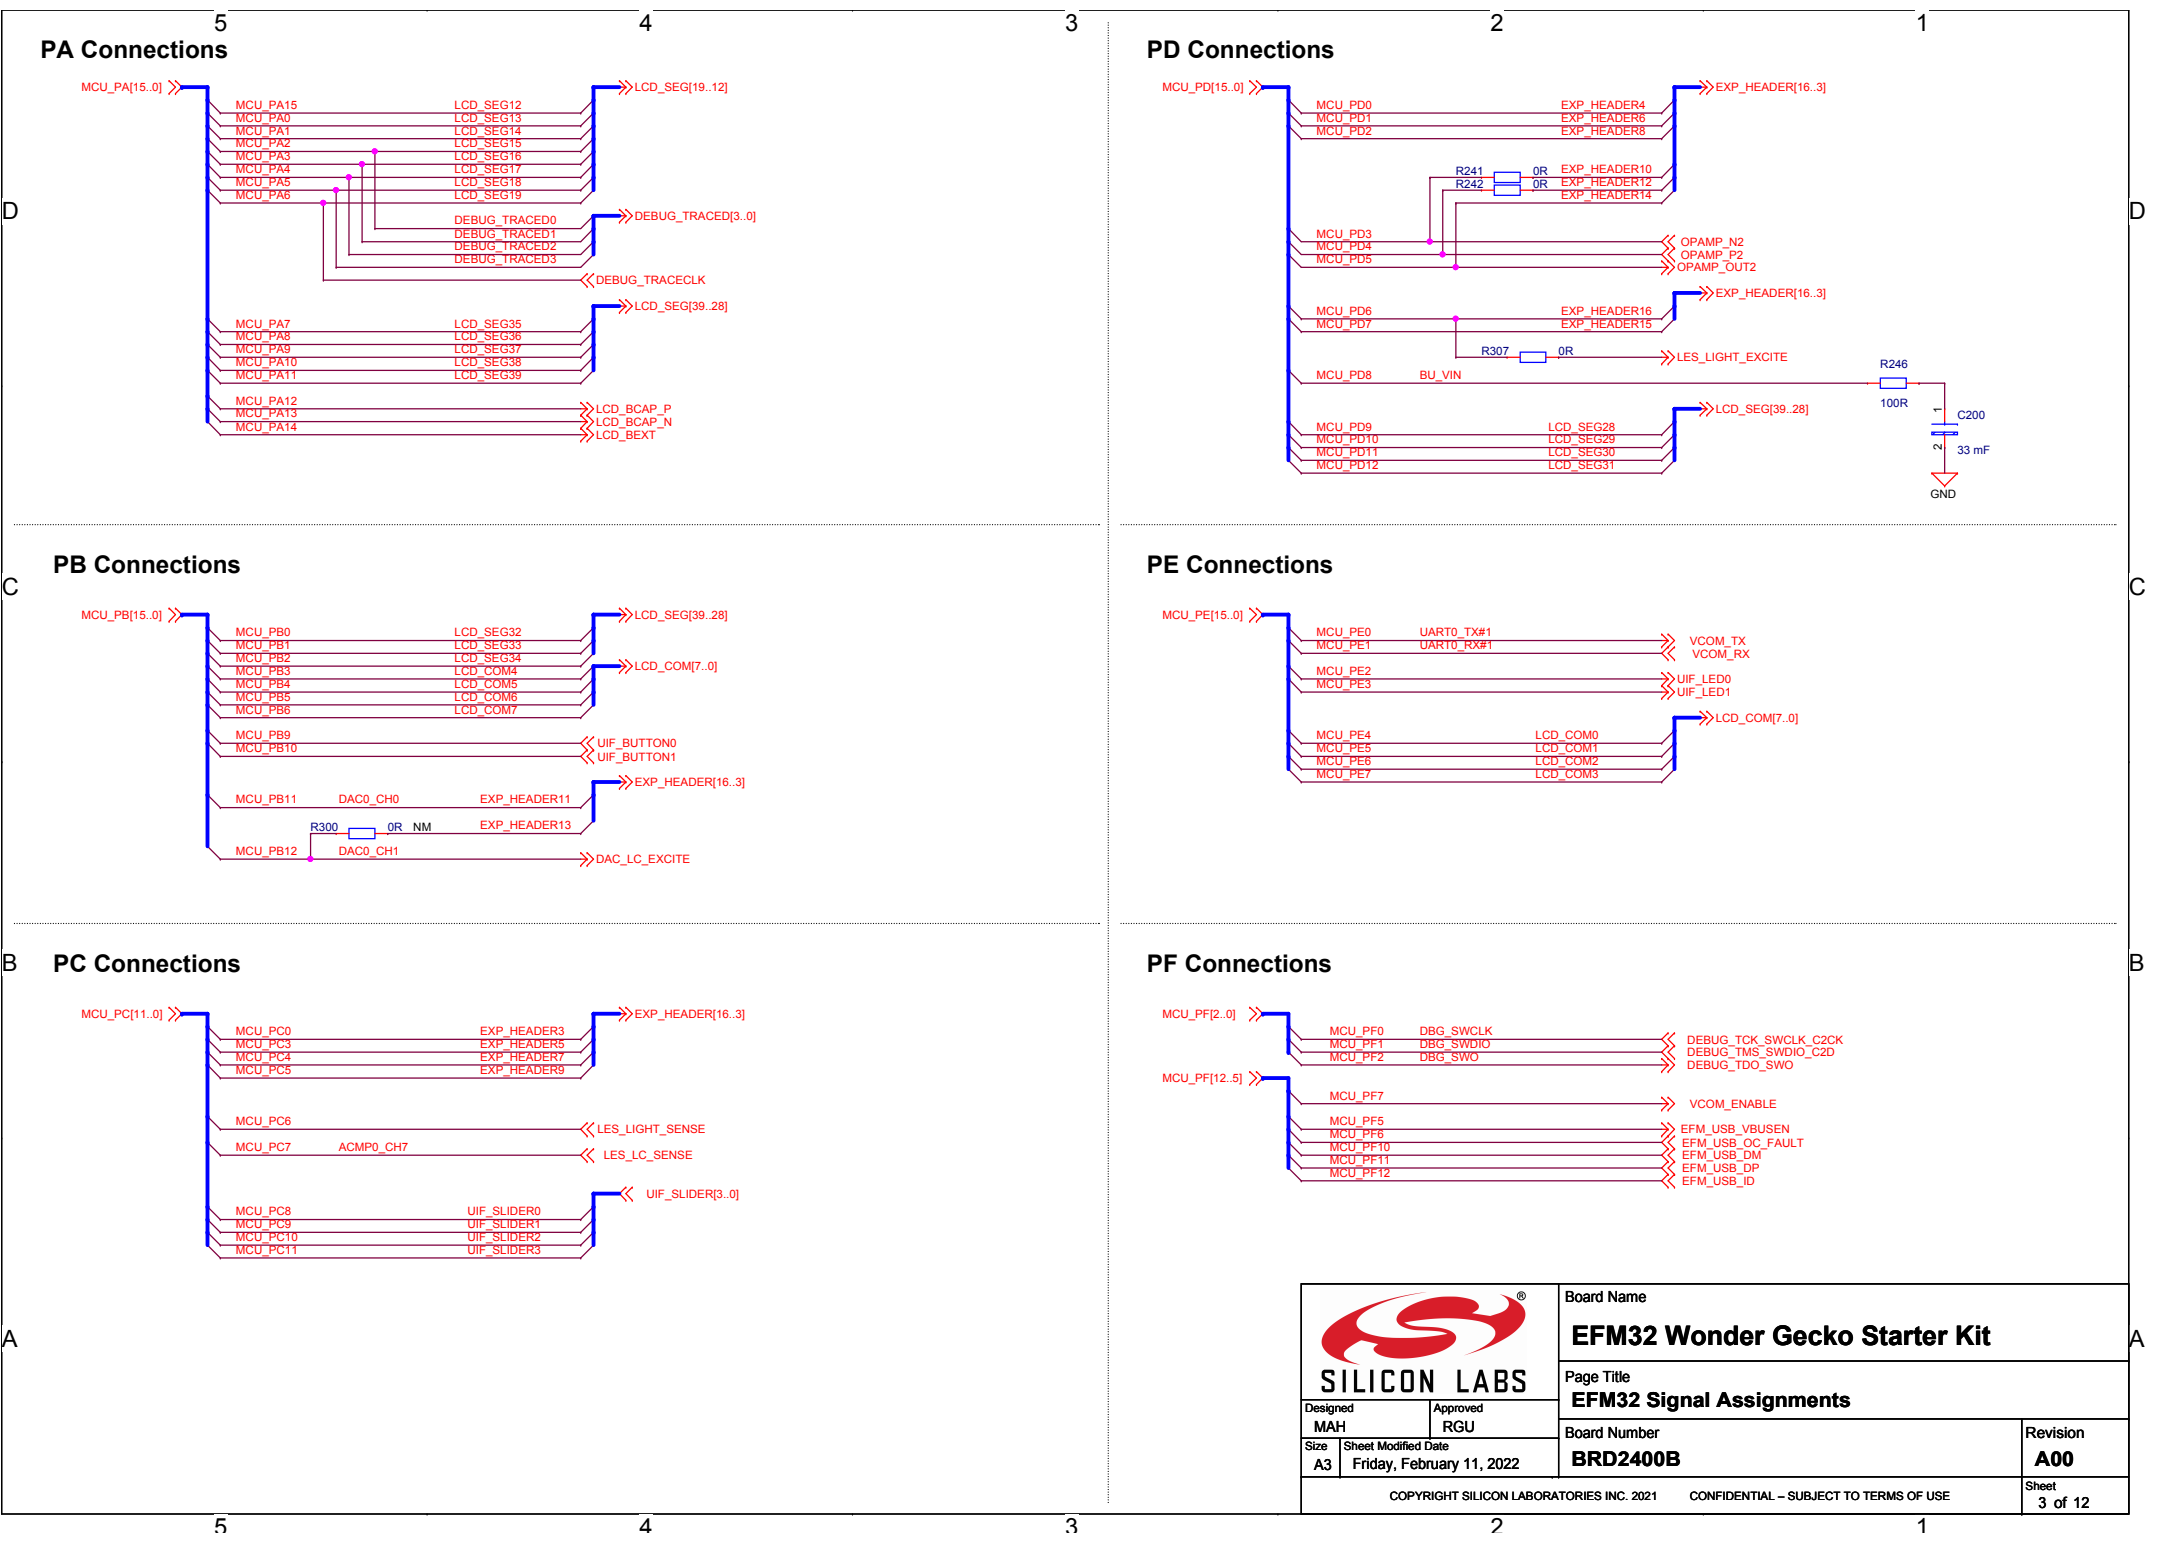 5 4 3 2 1
PA Connections
MCU_PA[15..0]
LCD_SEG[19..12]
MCU_PA15 LCD_SEG12
MCU_PA0 LCD_SEG13
MCU_PA1 LCD_SEG14
MCU_PA2 LCD_SEG15
MCU_PA3 LCD_SEG16
MCU_PA4 LCD_SEG17
MCU_PA5 LCD_SEG18
MCU_PA6 LCD_SEG19
D
DEBUG_TRACED0 DEBUG_TRACED[3..0]
DEBUG_TRACED1
DEBUG_TRACED2
DEBUG_TRACED3
DEBUG_TRACECLK
LCD_SEG[39..28]
MCU_PA7 LCD_SEG35
MCU_PA8 LCD_SEG36
MCU_PA9 LCD_SEG37
MCU_PA10 LCD_SEG38
MCU_PA11 LCD_SEG39
MCU_PA12 LCD_BCAP_P
MCU_PA13 LCD_BCAP_N
MCU_PA14 LCD_BEXT
PD Connections
MCU_PD[15..0]
EXP_HEADER[16..3]
MCU_PD0 EXP_HEADER4
MCU_PD1 EXP_HEADER6
MCU_PD2 EXP_HEADER8
R241 0R EXP_HEADER10
R242 0R EXP_HEADER12
EXP_HEADER14
D
MCU_PD3 OPAMP_N2
MCU_PD4 OPAMP_P2
MCU_PD5 OPAMP_OUT2
EXP_HEADER[16..3]
MCU_PD6 EXP_HEADER16
MCU_PD7 EXP_HEADER15
R307 0R LES_LIGHT_EXCITE
MCU_PD8 BU_VIN
R246
100R
1
C200
2
33 mF
GND
LCD_SEG[39..28]
MCU_PD9 LCD_SEG28
MCU_PD10 LCD_SEG29
MCU_PD11 LCD_SEG30
MCU_PD12 LCD_SEG31
PB Connections
C
MCU_PB[15..0]
LCD_SEG[39..28]
MCU_PB0 LCD_SEG32
MCU_PB1 LCD_SEG33
MCU_PB2 LCD_SEG34
LCD_COM[7..0]
MCU_PB3 LCD_COM4
MCU_PB4 LCD_COM5
MCU_PB5 LCD_COM6
MCU_PB6 LCD_COM7
MCU_PB9 UIF_BUTTON0
MCU_PB10 UIF_BUTTON1
EXP_HEADER[16..3]
MCU_PB11 DAC0_CH0 EXP_HEADER11
R300 0R NM EXP_HEADER13
MCU_PB12 DAC0_CH1 DAC_LC_EXCITE
PE Connections
C
MCU_PE[15..0]
MCU_PE0 UART0_TX#1 VCOM_TX
MCU_PE1 UART0_RX#1 VCOM_RX
MCU_PE2 UIF_LED0
MCU_PE3 UIF_LED1
LCD_COM[7..0]
MCU_PE4 LCD_COM0
MCU_PE5 LCD_COM1
MCU_PE6 LCD_COM2
MCU_PE7 LCD_COM3
B
PC Connections
MCU_PC[11..0]
EXP_HEADER[16..3]
MCU_PC0 EXP_HEADER3
MCU_PC3 EXP_HEADER5
MCU_PC4 EXP_HEADER7
MCU_PC5 EXP_HEADER9
MCU_PC6 LES_LIGHT_SENSE
MCU_PC7 ACMP0_CH7 LES_LC_SENSE
UIF_SLIDER[3..0]
MCU_PC8 UIF_SLIDER0
MCU_PC9 UIF_SLIDER1
MCU_PC10 UIF_SLIDER2
MCU_PC11 UIF_SLIDER3
PF Connections
B
MCU_PF[2..0]
MCU_PF0 DBG_SWCLK DEBUG_TCK_SWCLK_C2CK
MCU_PF1 DBG_SWDIO DEBUG_TMS_SWDIO_C2D
MCU_PF2 DBG_SWO DEBUG_TDO_SWO
MCU_PF[12..5]
MCU_PF7 VCOM_ENABLE
MCU_PF5 EFM_USB_VBUSEN
MCU_PF6 EFM_USB_OC_FAULT
MCU_PF10 EFM_USB_DM
MCU_PF11 EFM_USB_DP
MCU_PF12 EFM_USB_ID
A
A
SILICON LABS ®
Board Name
EFM32 Wonder Gecko Starter Kit
Page Title
EFM32 Signal Assignments
Designed Approved
MAH RGU
Board Number Revision
BRD2400B A00
Size Sheet Modified Date
A3 Friday, February 11, 2022
Sheet
3 of 12
COPYRIGHT SILICON LABORATORIES INC. 2021 CONFIDENTIAL – SUBJECT TO TERMS OF USE
5 4 3 2 1